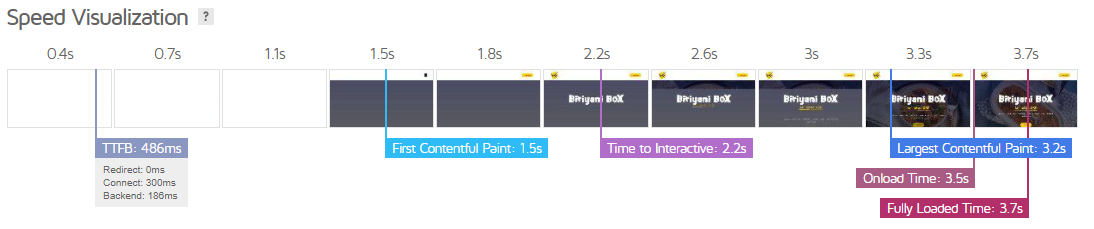 Speed Visualization ?
0.4s 0.7s 1.1s 1.5s 1.8s 2.2s 2.6s 3s 3.3s 3.7s
Biriyani BoX Biriyani BoX Biriyani BoX Biriyani BoX Biriyani BoX
TTFB: 486ms
First Contentful Paint: 1.5s
Time to Interactive: 2.2s
Largest Contentful Paint: 3.2s
Redirect: 0ms
Connect: 300ms
Backend: 186ms
Onload Time: 3.5s
Fully Loaded Time: 3.7s